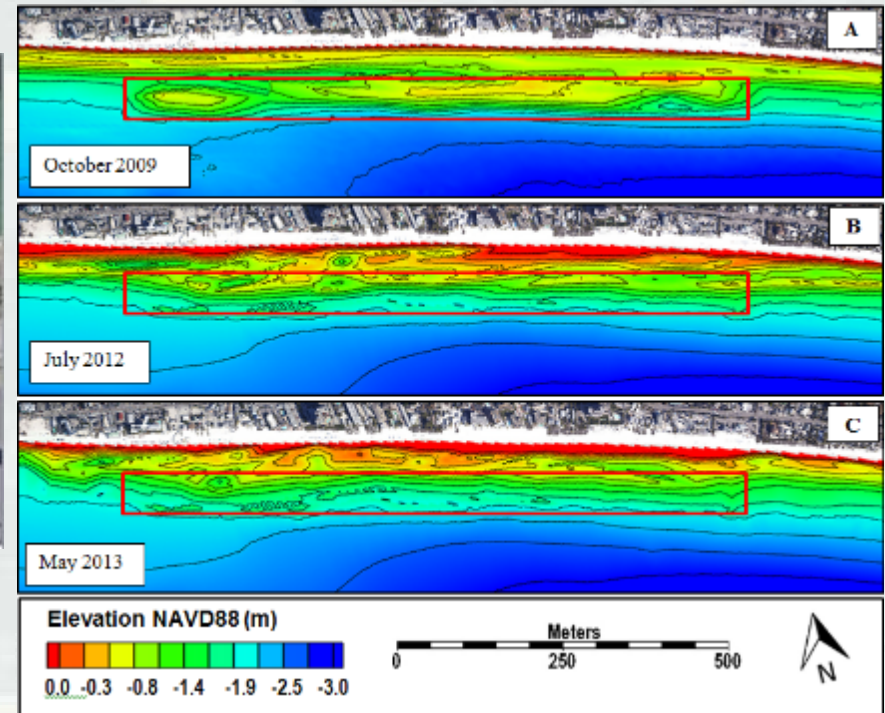 A
October 2009
B
July 2012
C
May 2013
Elevation NAVD88 (m)
0.0 -0.3 -0.8 -1.4 -1.9 -2.5 -3.0
Meters
0 250 500
N